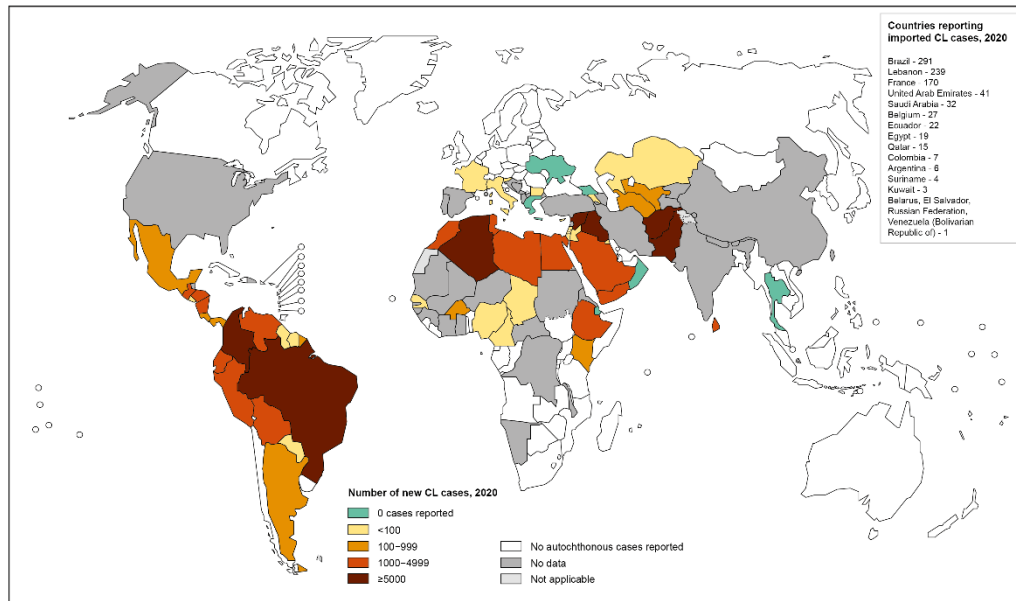 Countries reporting
imported CL cases, 2020
Brazil - 291
Lebanon - 239
France - 170
United Arab Emirates - 41
Saudi Arabia - 32
Belgium - 27
Ecuador - 22
Egypt - 19
Qatar - 15
Colombia - 7
Argentina - 6
Suriname - 4
Kuwait - 3
Belarus, El Salvador,
Russian Federation,
Venezuela (Bolivarian
Republic of) - 1
Number of new CL cases, 2020
0 cases reported
<100
100–999
1000–4999
≥5000
No autochthonous cases reported
No data
Not applicable